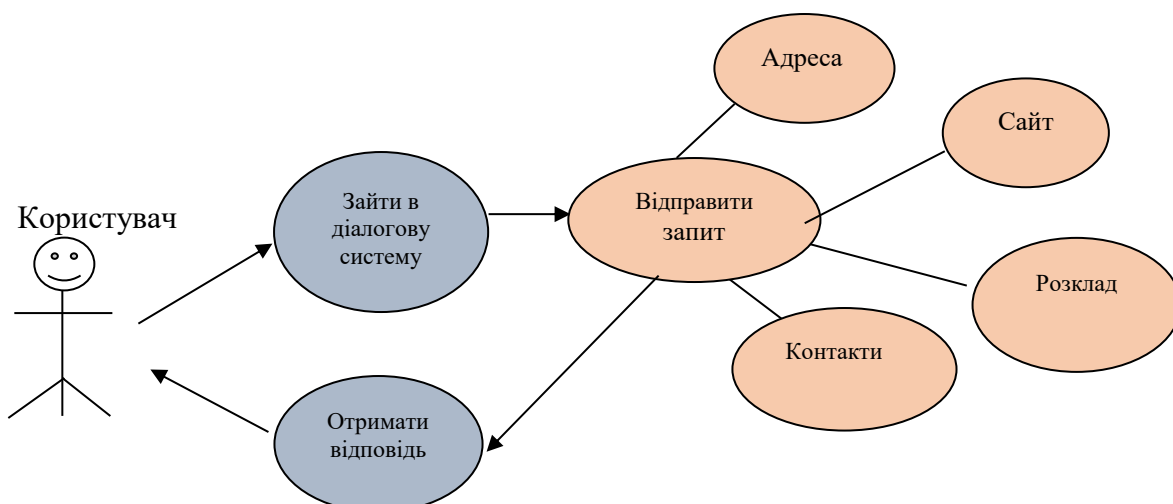 Адреса
Сайт
Користувач
Зайти в
діалогову
систему
Відправити
запит
Розклад
Контакти
Отримати
відповідь